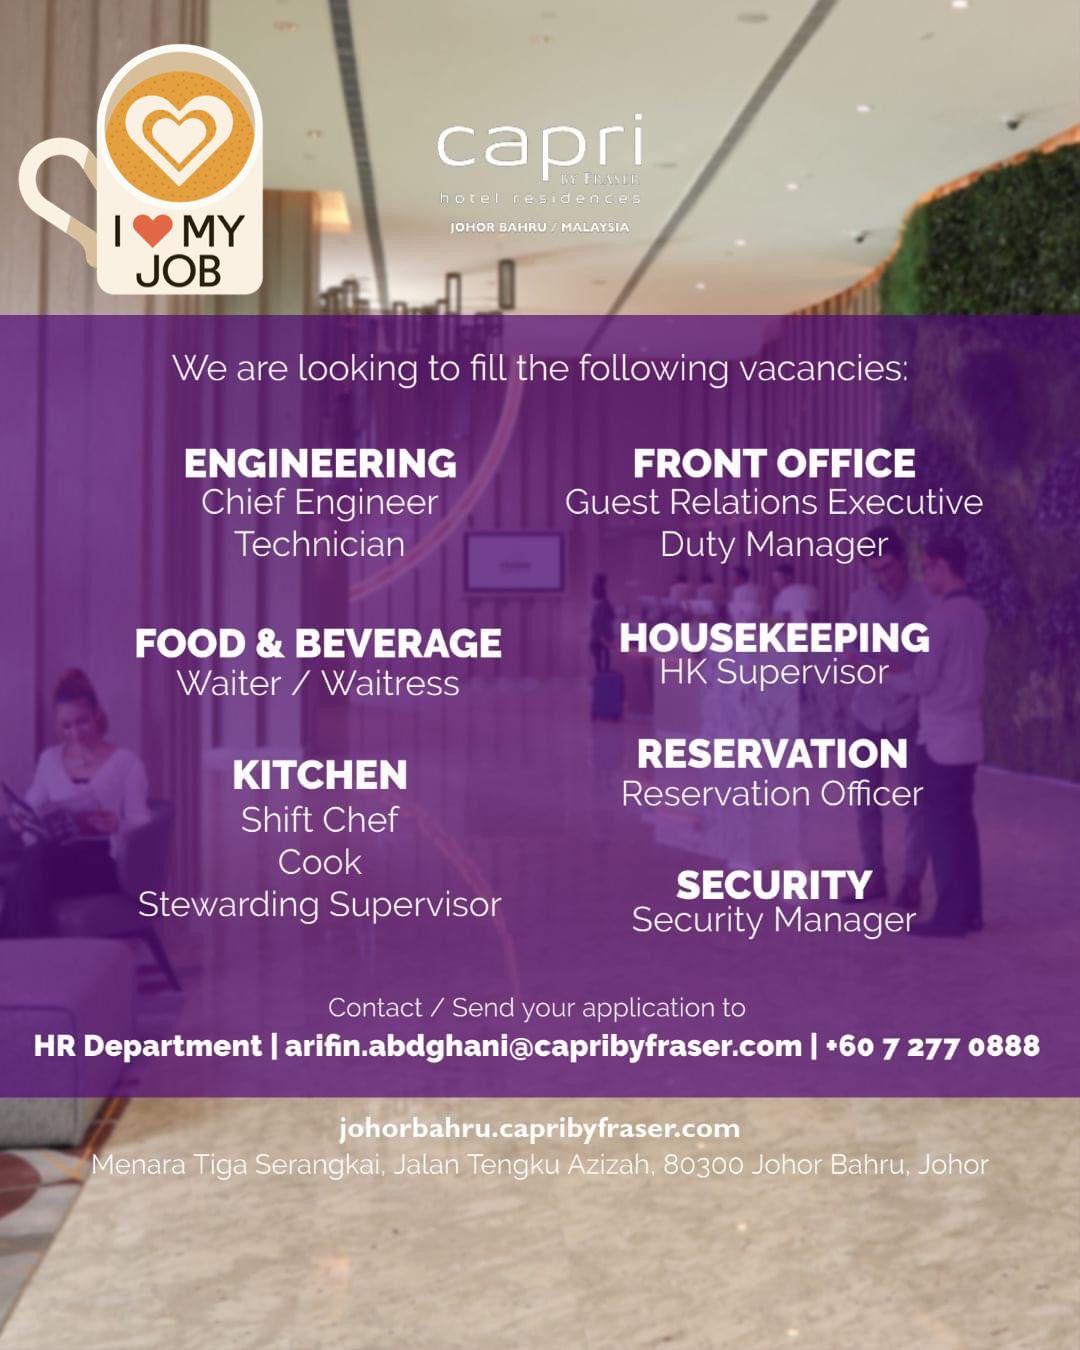 I ❤ MY
JOB
capri
BY FRASER
hotel residences
JOHOR BAHRU / MALAYSIA
We are looking to fill the following vacancies:
ENGINEERING
Chief Engineer
Technician
FOOD & BEVERAGE
Waiter / Waitress
KITCHEN
Shift Chef
Cook
Stewarding Supervisor
FRONT OFFICE
Guest Relations Executive
Duty Manager
HOUSEKEEPING
HK Supervisor
RESERVATION
Reservation Officer
SECURITY
Security Manager
Contact / Send your application to
HR Department | arifin.abdghani@capribyfraser.com | +60 7 277 0888
johorbahru.capribyfraser.com
Menara Tiga Serangkai, Jalan Tengku Azizah, 80300 Johor Bahru, Johor